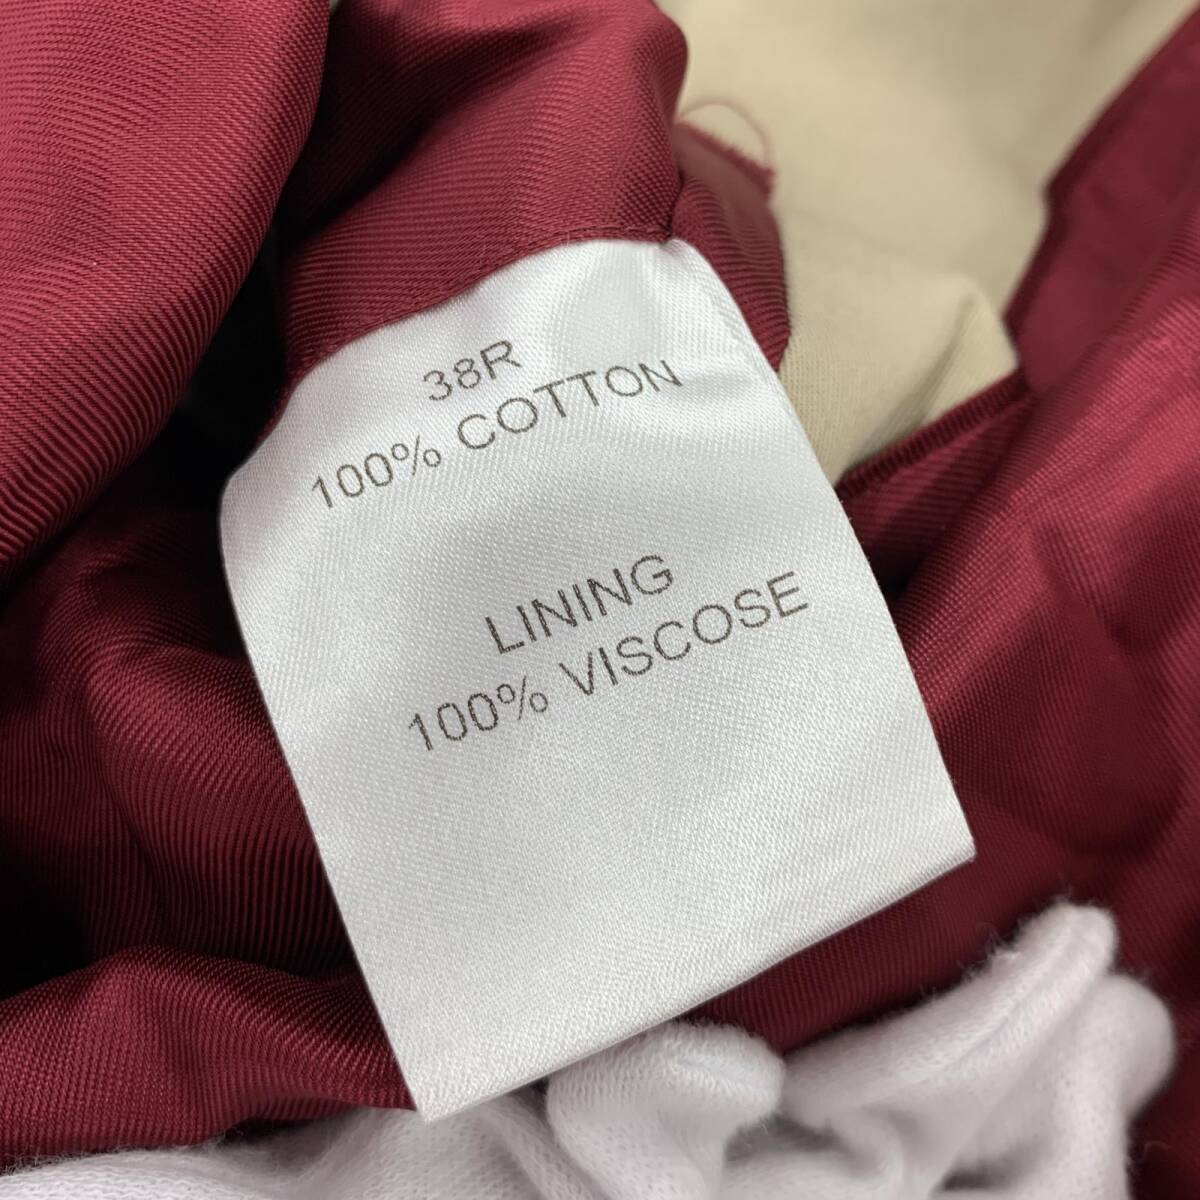 38R
100% COTTON
LINING
100% VISCOSE